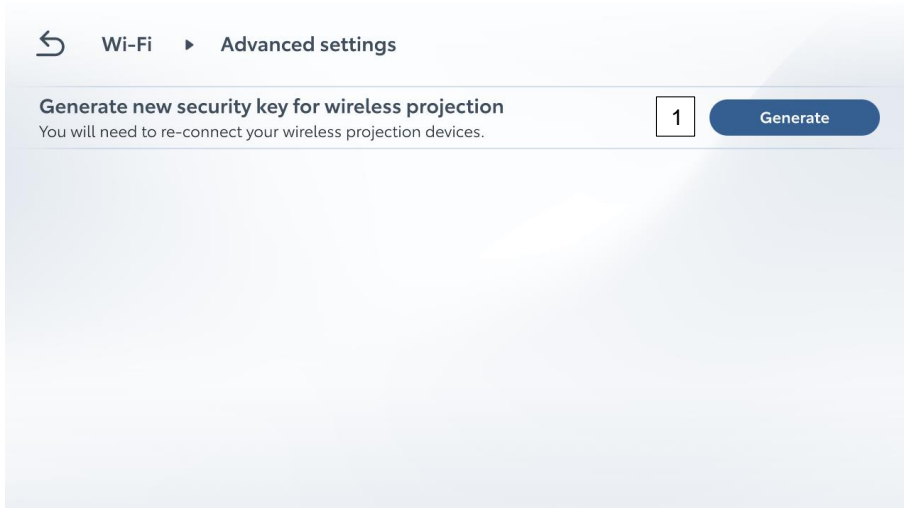 Wi-Fi Advanced settings
Generate new security key for wireless projection
You will need to re-connect your wireless projection devices.
1
Generate